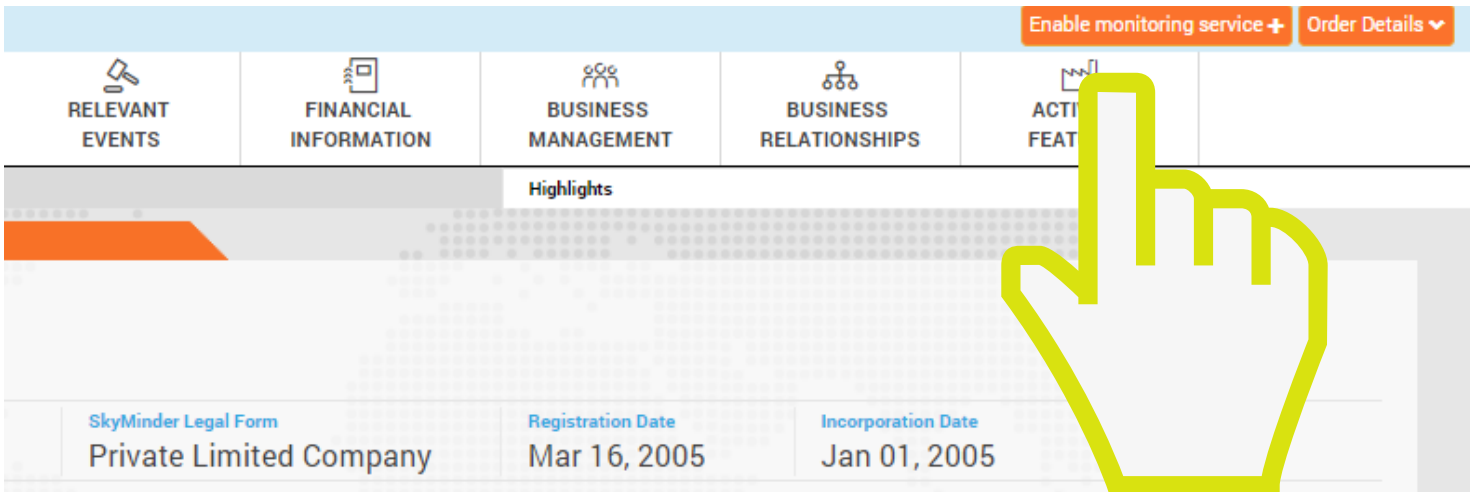 Enable monitoring service Order Details
RELEVANT EVENTS
FINANCIAL INFORMATION
BUSINESS MANAGEMENT
BUSINESS RELATIONSHIPS
Highlights
SkyMinder Legal Form
Private Limited Company
Registration Date
Mar 16, 2005
Incorporation Date
Jan 01, 2005